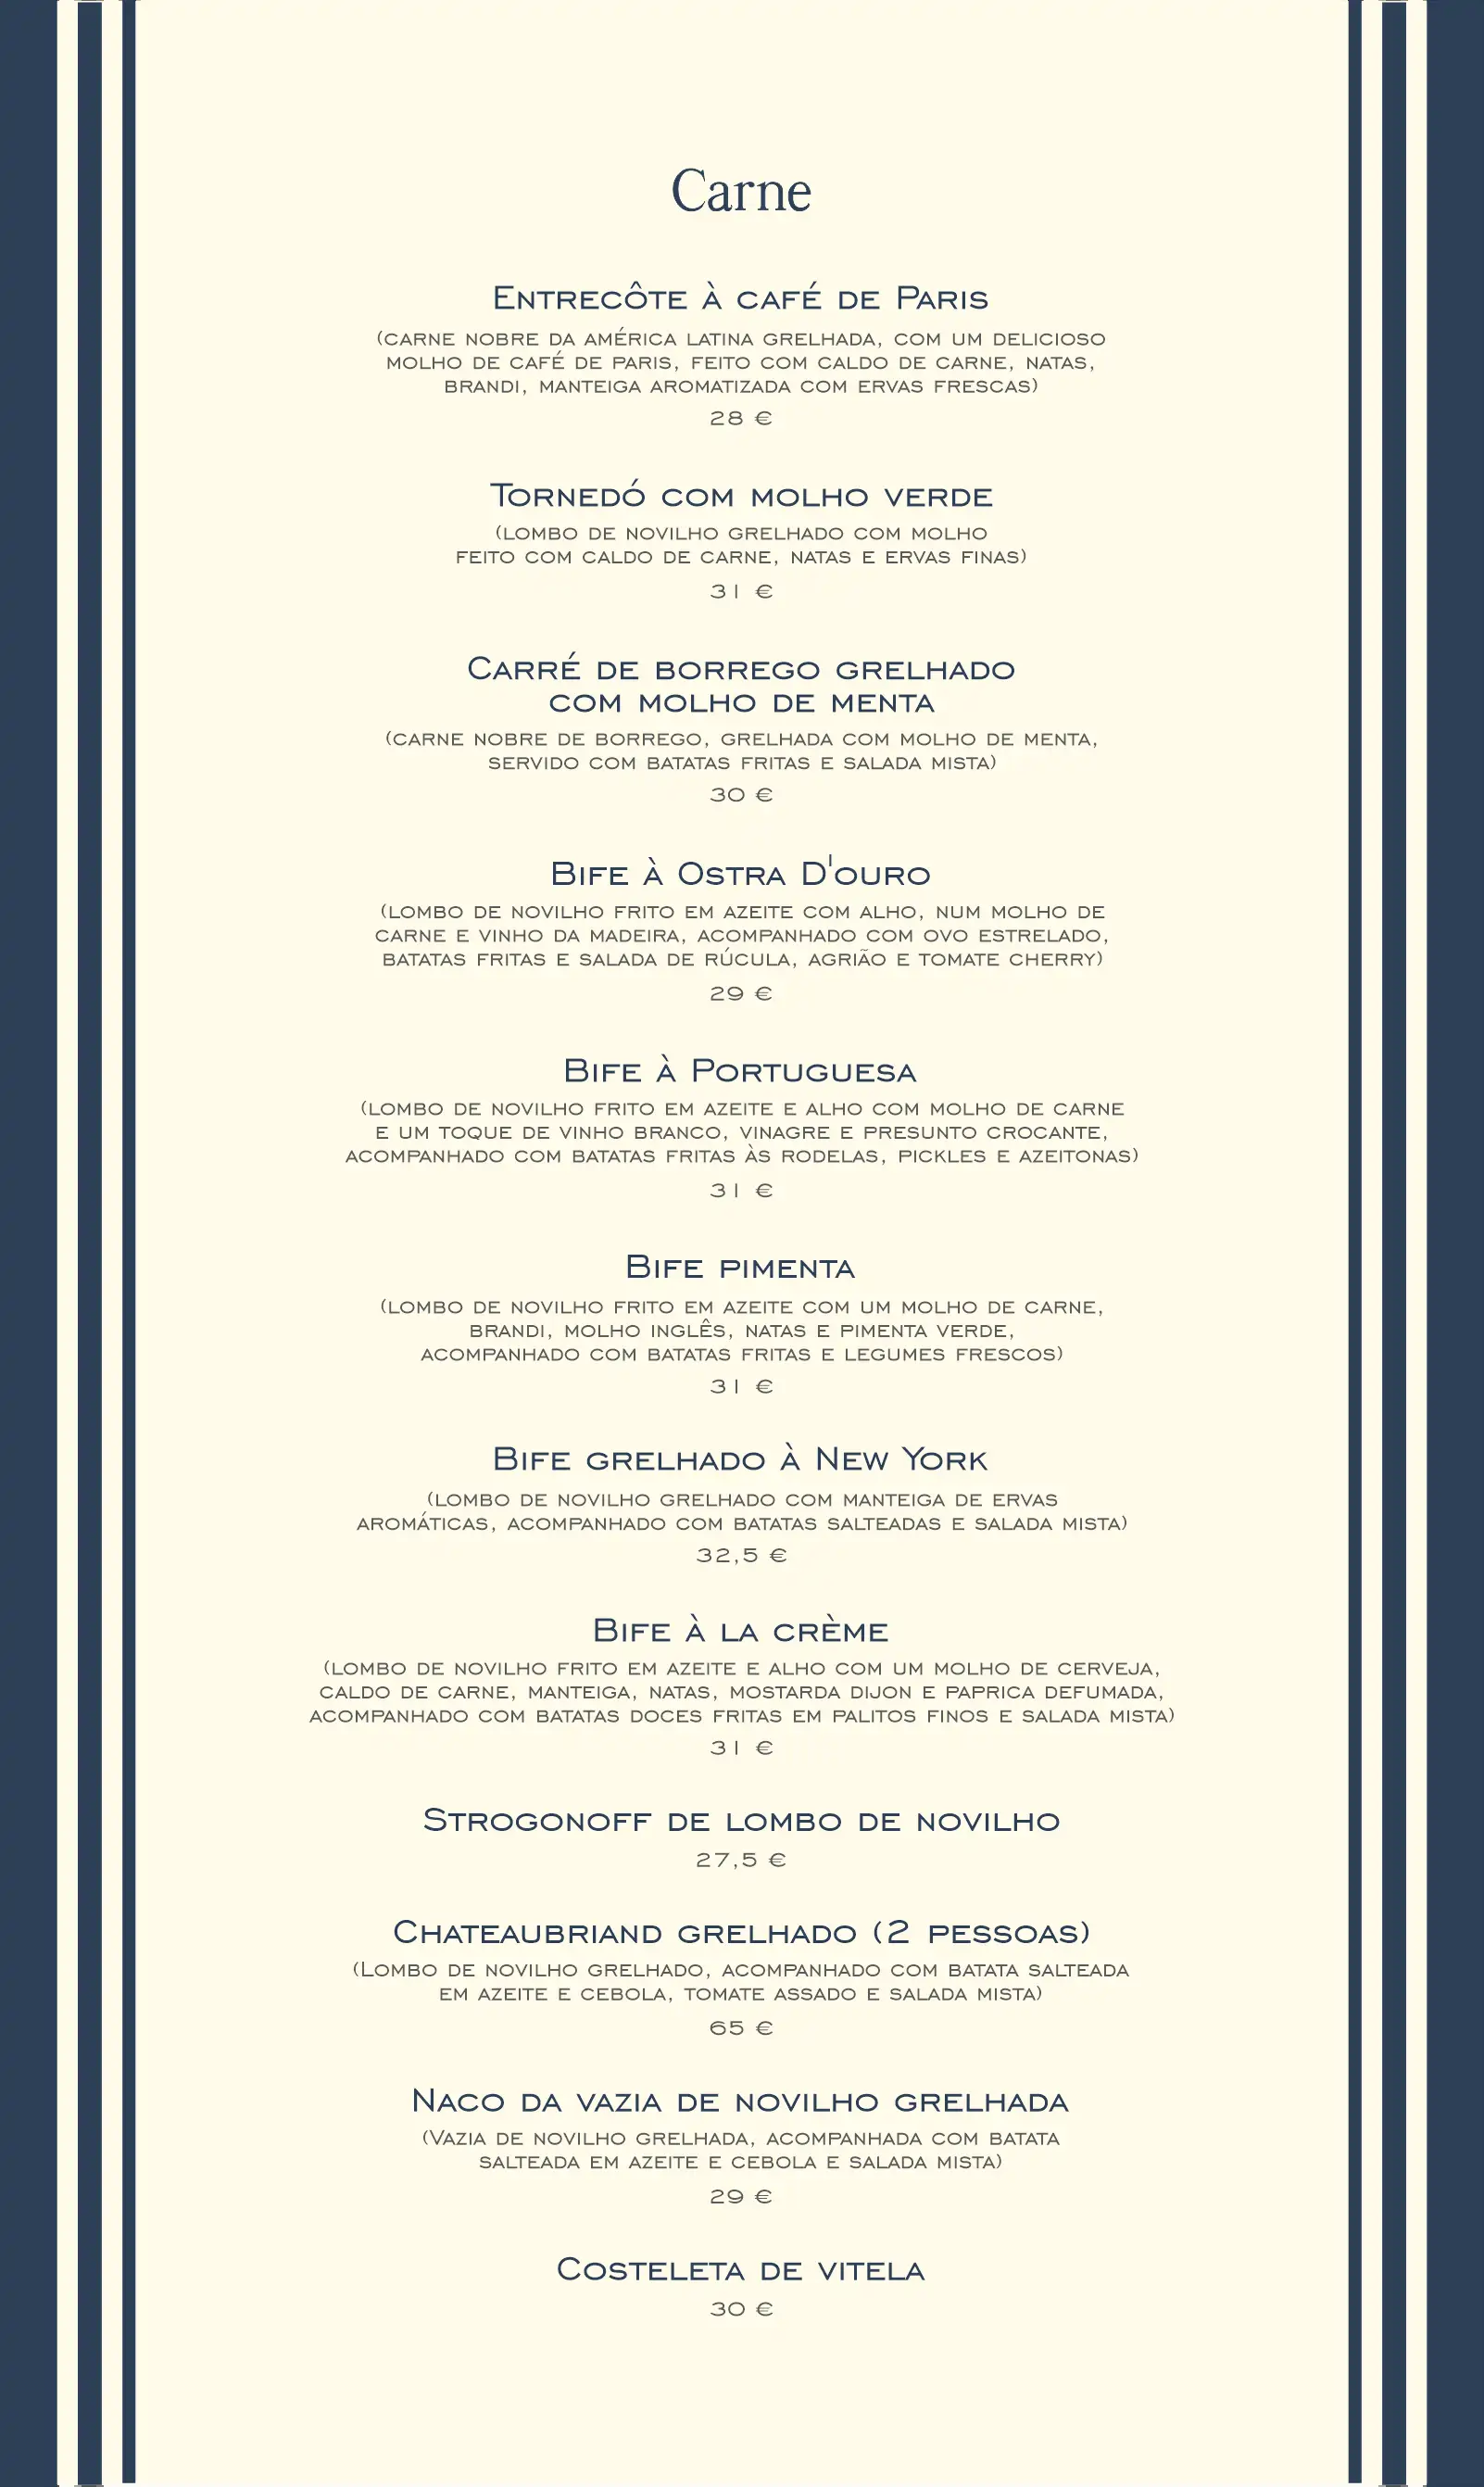 Carne
Entrecôte à café de Paris
(carne nobre da América Latina grelhada, com um delicioso
molho de café de Paris, feito com caldo de carne, natas,
brandi, manteiga aromatizada com ervas frescas)
28 €
Tornedó com molho verde
(lombo de novilho grelhado com molho
feito com caldo de carne, natas e ervas finas)
31 €
Carré de borrego grelhado
com molho de menta
(carne nobre de borrego, grelhada com molho de menta,
servido com batatas fritas e salada mista)
30 €
Bife à Ostra D'ouro
(lombo de novilho frito em azeite com alho, num molho de
carne e vinho da madeira, acompanhado com ovo estrelado,
batatas fritas e salada de rúcula, agrião e tomate cherry)
29 €
Bife à Portuguesa
(lombo de novilho frito em azeite e alho com molho de carne
e um toque de vinho branco, vinagre e presunto crocante,
acompanhado com batatas fritas às rodelas, pickles e azeitonas)
31 €
Bife pimenta
(lombo de novilho frito em azeite com um molho de carne,
brandi, molho inglês, natas e pimenta verde,
acompanhado com batatas fritas e legumes frescos)
31 €
Bife grelhado à New York
(lombo de novilho grelhado com manteiga de ervas
aromáticas, acompanhado com batatas salteadas e salada mista)
32,5 €
Bife à la crème
(lombo de novilho frito em azeite e alho com um molho de cerveja,
caldo de carne, manteiga, natas, mostarda dijon e paprica defumada,
acompanhado com batatas doces fritas em palitos finos e salada mista)
31 €
Strogonoff de lombo de novilho
27,5 €
Chateaubriand grelhado (2 pessoas)
(Lombo de novilho grelhado, acompanhado com batata salteada
em azeite e cebola, tomate assado e salada mista)
65 €
Naco da vazia de novilho grelhada
(Vazia de novilho grelhada, acompanhada com batata
salteada em azeite e cebola e salada mista)
29 €
Costeleta de vitela
30 €